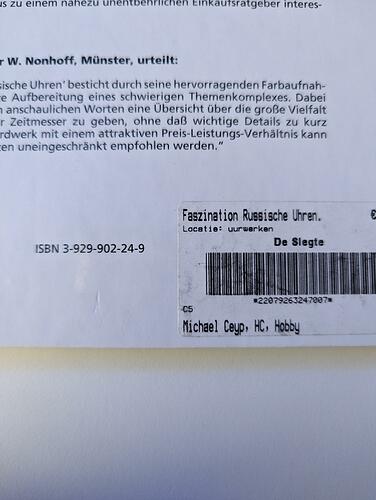 us zu einem nahezu unentbehrlichen Einkaufsratgeber interes-
r W. Nonhoff, Münster, urteilt:
sische Uhren' besticht durch seine hervorragenden Farbaufnah-
te Aufbereitung eines schwierigen Themenkomplexes. Dabei
n anschaulichen Worten eine Übersicht über die große Vielfalt
r Zeitmesser zu geben, ohne daß wichtige Details zu kurz
rdwerk mit einem attraktiven Preis-Leistungs-Verhältnis kann
en uneingeschränkt empfohlen werden."
Faszination Russische Uhren. €
Locatie: uurwerken
De Slegte
ISBN 3-929-902-24-9
*22079263247007*
C5
Michael Ceyp, HC, Hobby